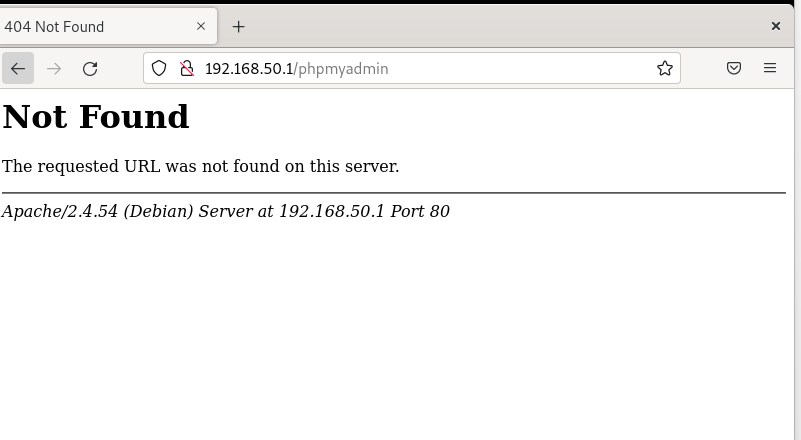 404 Not Found
192.168.50.1/phpmyadmin
Not Found
The requested URL was not found on this server.
Apache/2.4.54 (Debian) Server at 192.168.50.1 Port 80